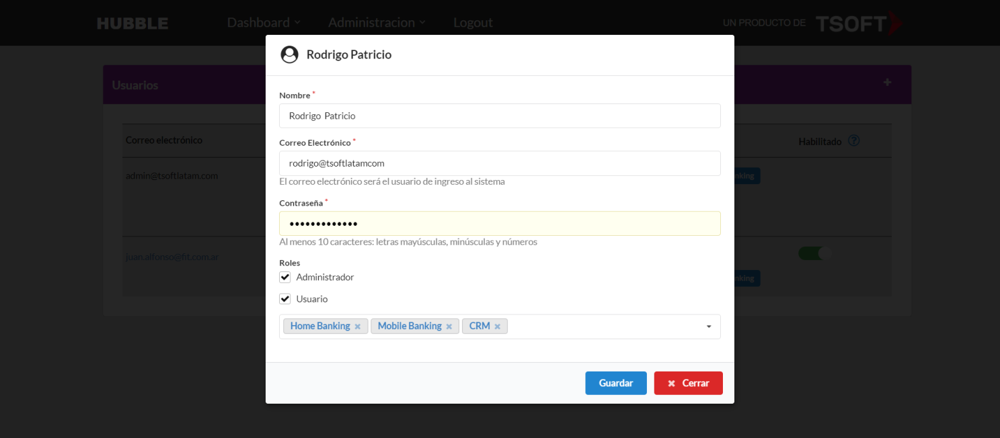 HUBBLE Dashboard Administracion Logout UN PRODUCTO DE TSOFT
Rodrigo Patricio
Usuarios +
Nombre *
Rodrigo Patricio
Correo electrónico Habilitado ?
Correo Electrónico *
rodrigo@tsoftlatamcom
admin@tsoftlatam.com nking
El correo electrónico será el usuario de ingreso al sistema
Contraseña *
•••••••••••••
Al menos 10 caracteres: letras mayúsculas, minúsculas y números
juan.alfonso@fit.com.ar
Roles
Administrador
nking
Usuario
Home Banking × Mobile Banking × CRM ×
Guardar × Cerrar